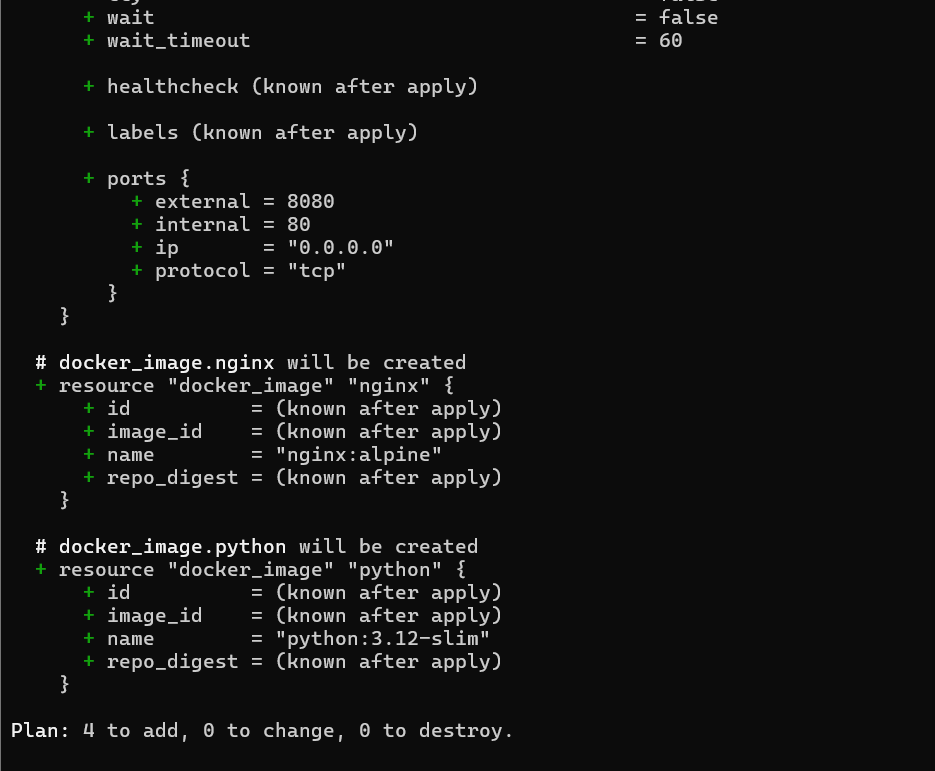 + wait = false
+ wait_timeout = 60
+ healthcheck (known after apply)
+ labels (known after apply)
+ ports {
+ external = 8080
+ internal = 80
+ ip = "0.0.0.0"
+ protocol = "tcp"
}
}
# docker_image.nginx will be created
+ resource "docker_image" "nginx" {
+ id = (known after apply)
+ image_id = (known after apply)
+ name = "nginx:alpine"
+ repo_digest = (known after apply)
}
# docker_image.python will be created
+ resource "docker_image" "python" {
+ id = (known after apply)
+ image_id = (known after apply)
+ name = "python:3.12-slim"
+ repo_digest = (known after apply)
}
Plan: 4 to add, 0 to change, 0 to destroy.